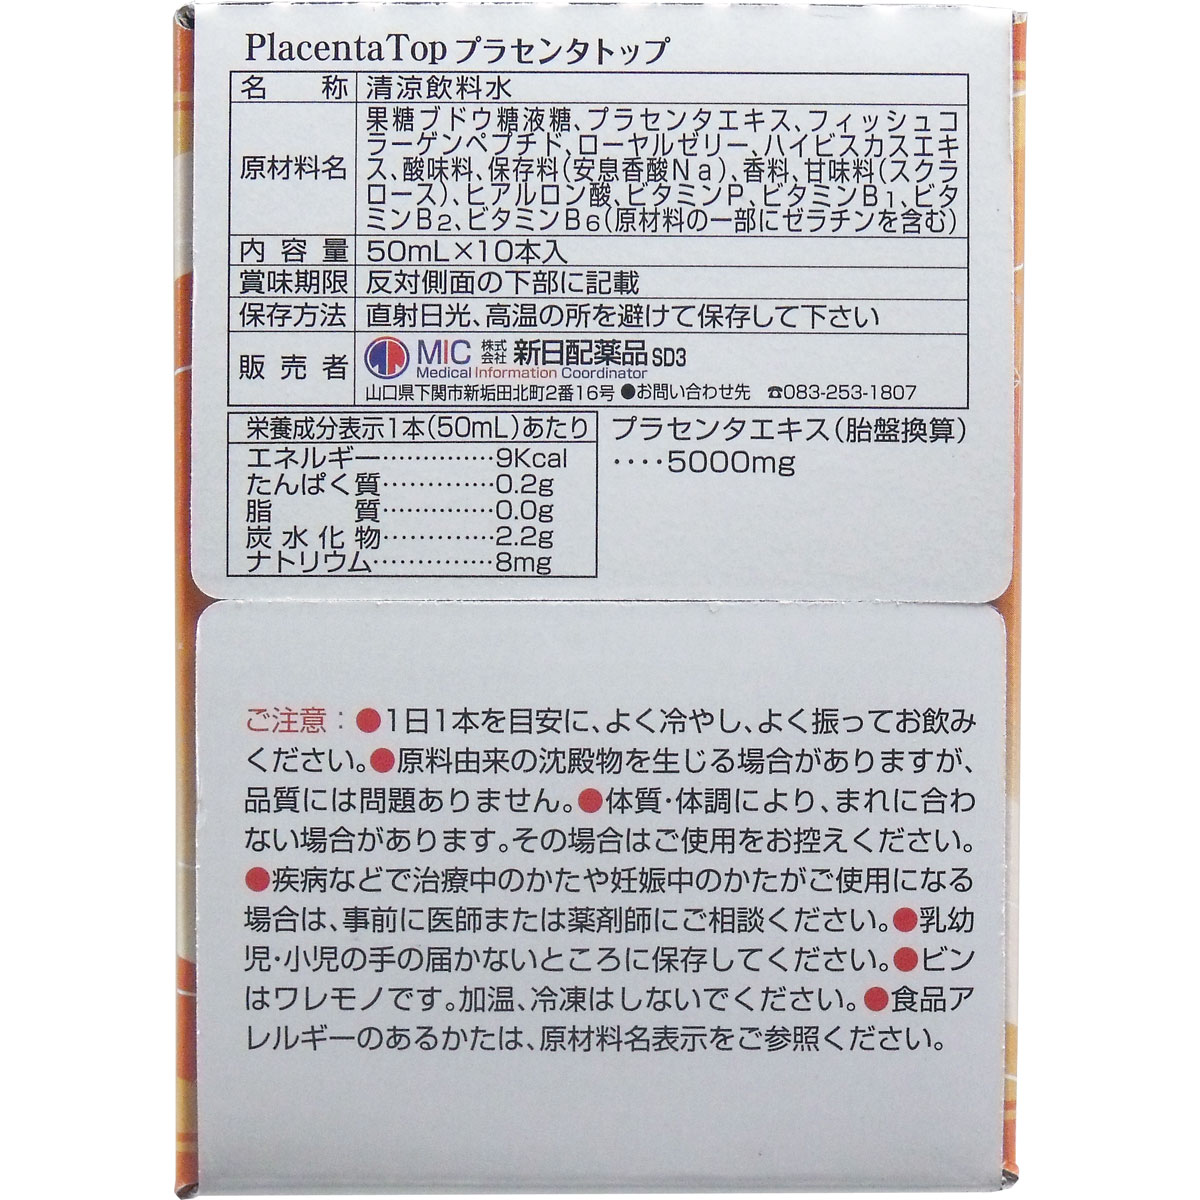 PlacentaTop プラセンタトップ
名称 清涼飲料水
原材料名 果糖ブドウ糖液糖、プラセンタエキス、フィッシュコ
ラーゲンペプチド、ローヤルゼリー、ハイビスカスエキ
ス、酸味料、保存料(安息香酸Na)、香料、甘味料(スクラ
ロース)、ヒアルロン酸、ビタミンP、ビタミンB1、ビタ
ミンB2、ビタミンB6(原材料の一部にゼラチンを含む)
内容量 50mL×10本入
賞味期限 反対側面の下部に記載
保存方法 直射日光、高温の所を避けて保存して下さい
販売者 MIC 株式会社 新日配薬品 SD3
Medical Information Coordinator
山口県下関市新垢田北町2番16号 ●お問い合わせ先 ☎083-253-1807
栄養成分表示1本(50mL)あたり
エネルギー……………9Kcal
たんぱく質……………0.2g
脂質……………0.0g
炭水化物……………2.2g
ナトリウム……………8mg
プラセンタエキス(胎盤換算)
‥‥5000mg
ご注意:●1日1本を目安に、よく冷やし、よく振ってお飲み
ください。●原料由来の沈殿物を生じる場合がありますが、
品質には問題ありません。●体質・体調により、まれに合わ
ない場合があります。その場合はご使用をお控えください。
●疾病などで治療中のかたや妊娠中のかたがご使用になる
場合は、事前に医師または薬剤師にご相談ください。●乳幼
児・小児の手の届かないところに保存してください。●ビン
はワレモノです。加温、冷凍はしないでください。●食品ア
レルギーのあるかたは、原材料名表示をご参照ください。